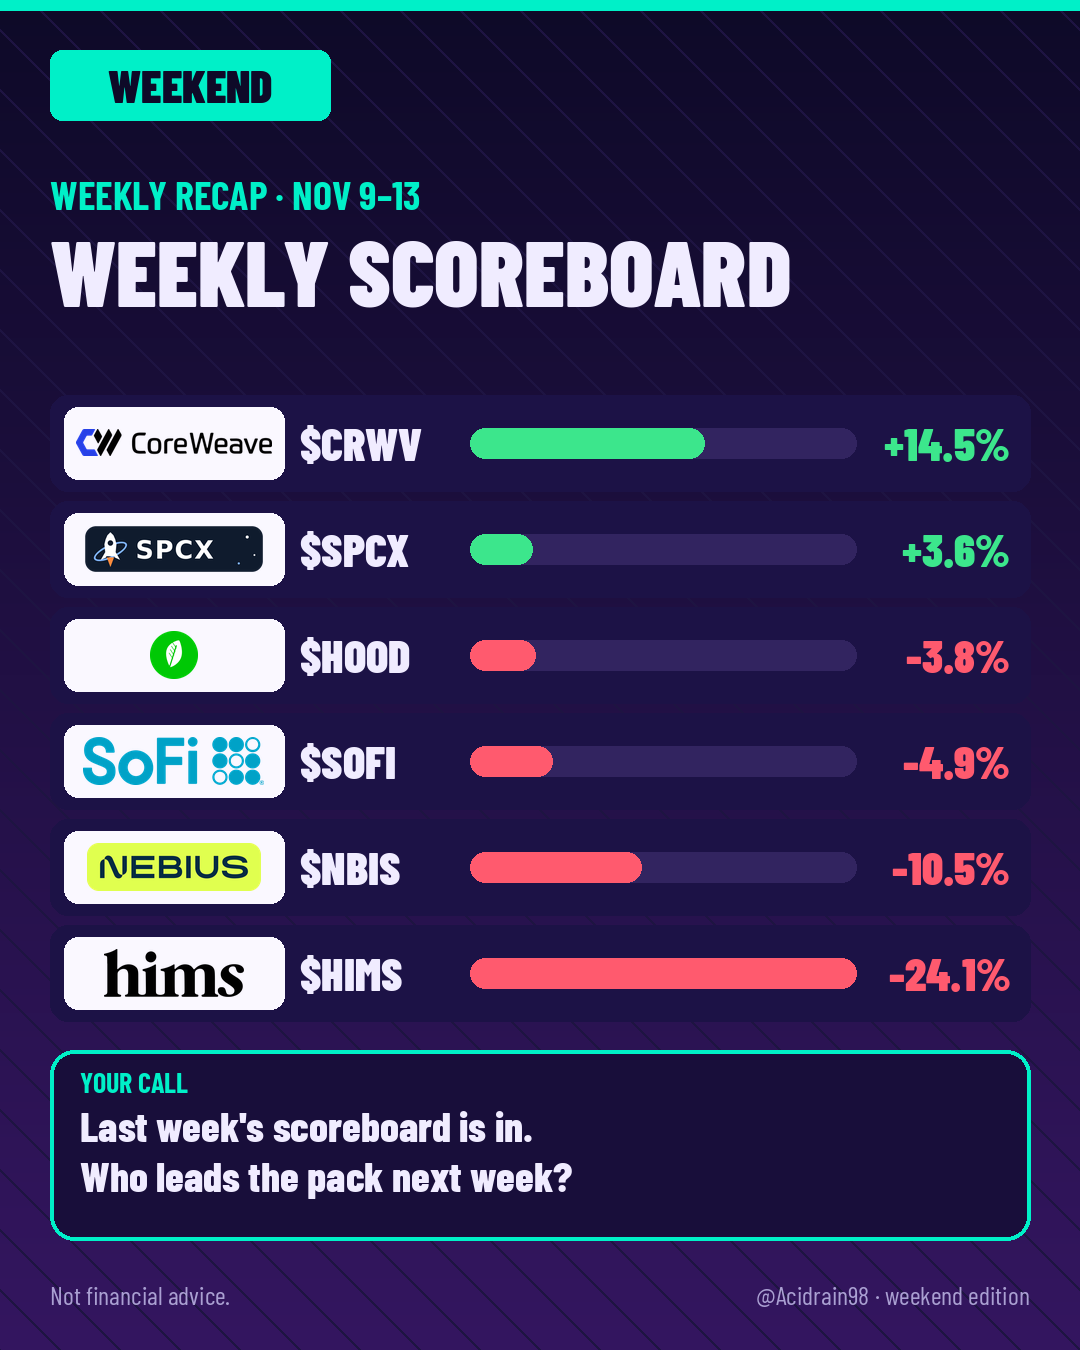 WEEKEND
WEEKLY RECAP · NOV 9-13
WEEKLY SCOREBOARD
CoreWeave $CRWV +14.5%
SPCX $SPCX +3.6%
$HOOD -3.8%
SoFi $SOFI -4.9%
NEBIUS $NBIS -10.5%
hims $HIMS -24.1%
YOUR CALL
Last week's scoreboard is in.
Who leads the pack next week?
Not financial advice. @Acidrain98 · weekend edition